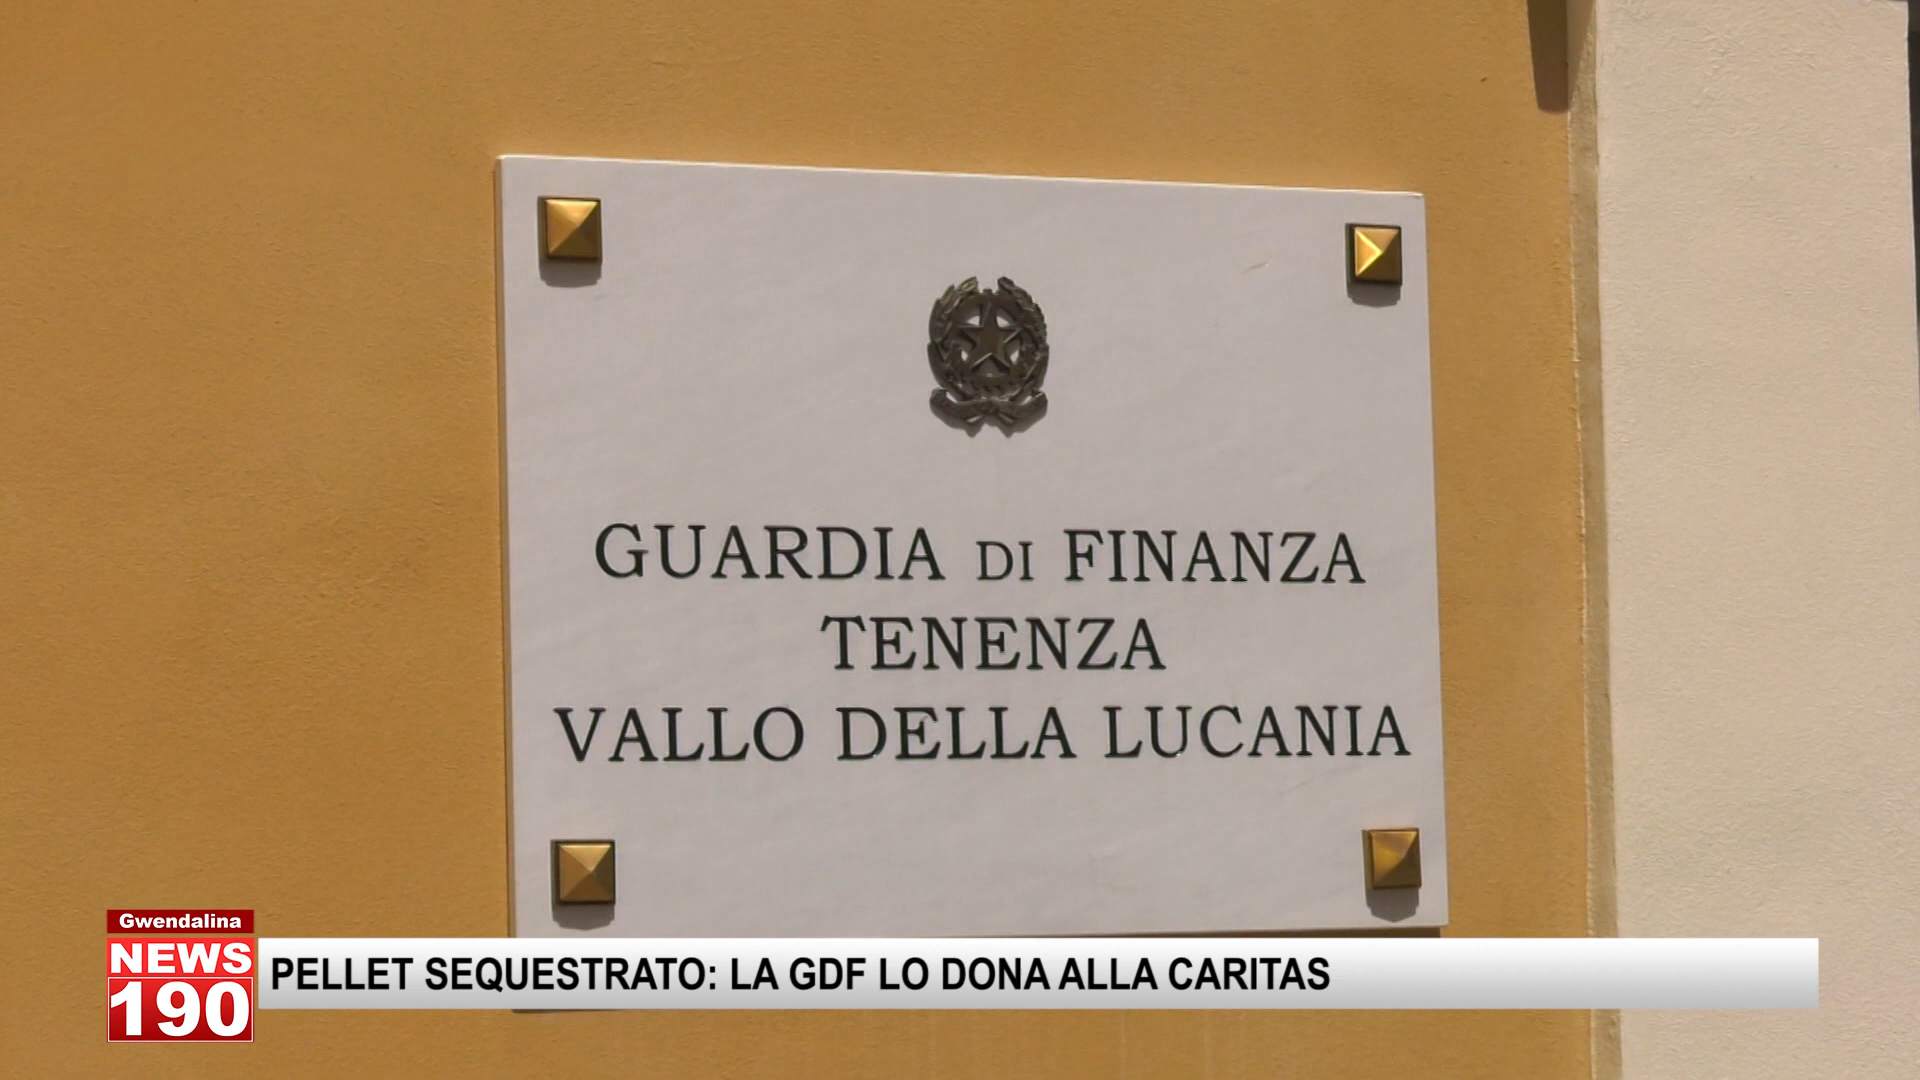 GUARDIA DI FINANZA
TENENZA
VALLO DELLA LUCANIA
Gwendalina
NEWS
190
PELLET SEQUESTRATO: LA GDF LO DONA ALLA CARITAS